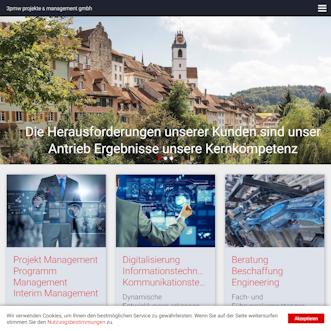 3pmw projekte & management gmbh
Die Herausforderungen unserer Kunden sind unser
Antrieb Ergebnisse unsere Kernkompetenz
Projekt Management
Programm
Management
Interim Management
Digitalisierung
Informationstechn...
Kommunikationste...
Dynamische
Beratung
Beschaffung
Engineering
Fach- und
Wir verwenden Cookies, um Ihnen den bestmöglichen Service zu gewährleisten. Wenn Sie auf der Seite weitersurfen
stimmen Sie den Nutzungsbestimmungen zu.
Akzeptieren